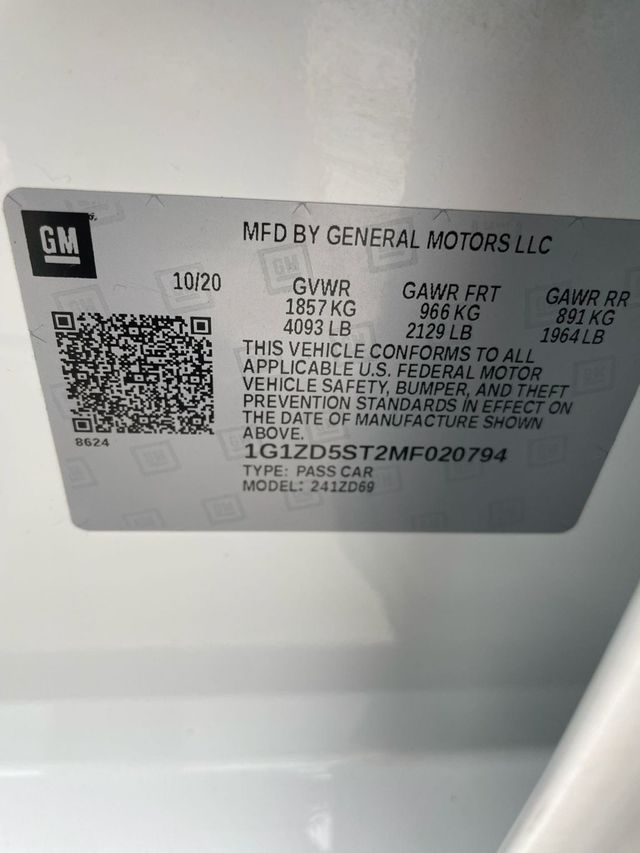 GM
MFD BY GENERAL MOTORS LLC
10/20
GVWR
1857 KG
4093 LB
GAWR FRT
966 KG
2129 LB
GAWR RR
891 KG
1964 LB
THIS VEHICLE CONFORMS TO ALL
APPLICABLE U.S. FEDERAL MOTOR
VEHICLE SAFETY, BUMPER, AND THEFT
PREVENTION STANDARDS IN EFFECT ON
THE DATE OF MANUFACTURE SHOWN
ABOVE.
8624
1G1ZD5ST2MF020794
TYPE: PASS CAR
MODEL: 241ZD69